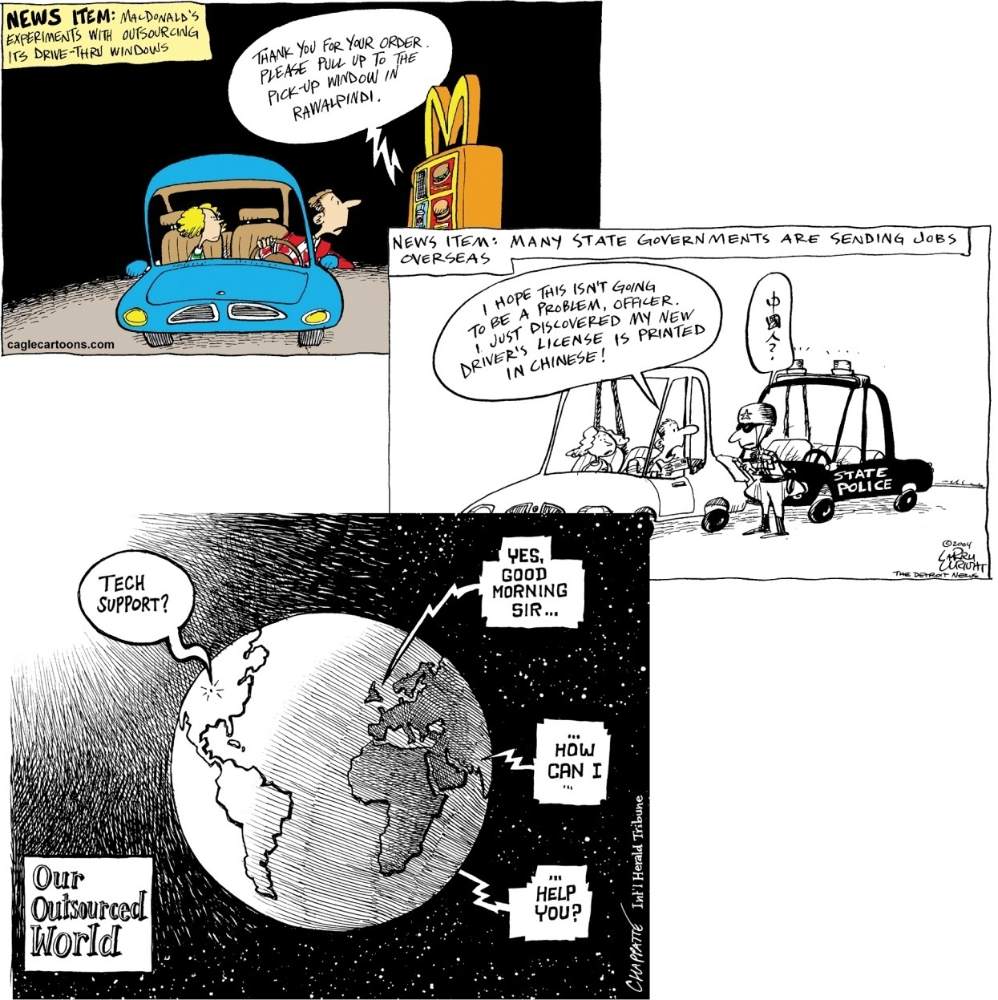 NEWS ITEM: MACDONALD'S
EXPERIMENTS WITH OUTSOURCING
ITS DRIVE-THRU WINDOWS
THANK YOU FOR YOUR ORDER.
PLEASE PULL UP TO THE
PICK-UP WINDOW IN
RAWALPINDI.
M
caglecartoons.com
NEWS ITEM: MANY STATE GOVERNMENTS ARE SENDING JOBS
OVERSEAS
I HOPE THIS ISN'T GOING
TO BE A PROBLEM, OFFICER.
I JUST DISCOVERED MY NEW
DRIVER'S LICENSE IS PRINTED
IN CHINESE!
中
國
人
?
STATE
POLICE
©2004
LARRY
WRIGHT
THE DETROIT NEWS
TECH
SUPPORT?
YES,
GOOD
MORNING
SIR...
...
HOW
CAN I
...
...
HELP
YOU?
Our
Outsourced
World
CHAPPATTE Int'l Herald Tribune